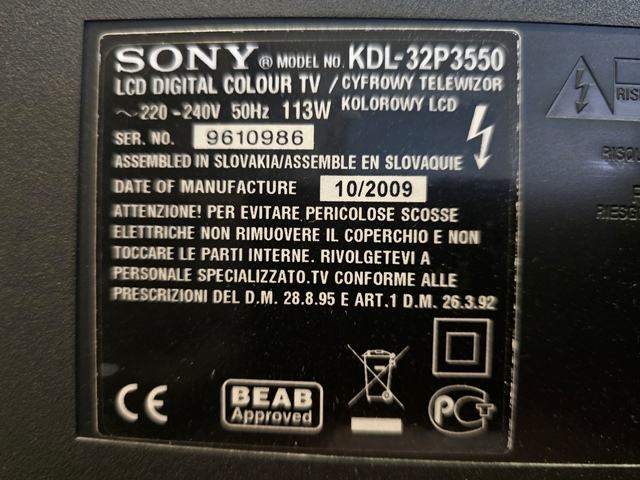 SONY ® MODEL NO. KDL-32P3550
LCD DIGITAL COLOUR TV / CYFROWY TELEWIZOR
~220 -240V 50Hz 113W KOLOROWY LCD
SER. NO. 9610986
ASSEMBLED IN SLOVAKIA/ASSEMBLE EN SLOVAQUIE
DATE OF MANUFACTURE 10/2009
ATTENZIONE! PER EVITARE PERICOLOSE SCOSSE
ELETTRICHE NON RIMUOVERE IL COPERCHIO E NON
TOCCARE LE PARTI INTERNE. RIVOLGETEVI A
PERSONALE SPECIALIZZATO.TV CONFORME ALLE
PRESCRIZIONI DEL D.M. 28.8.95 E ART.1 D.M. 26.3.92
CE
BEAB
Approved
PCT